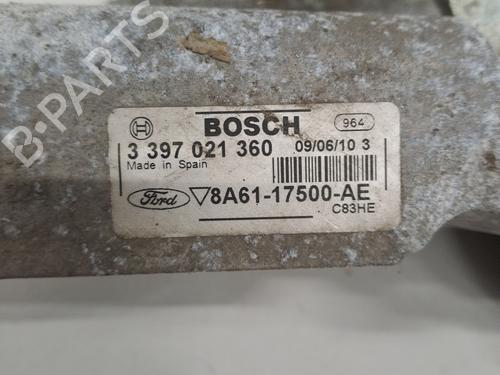 B-PARTS
BOSCH
964
3 397 021 360
09/06/10 3
Made in Spain
Ford
8A61-17500-AE
C83HE